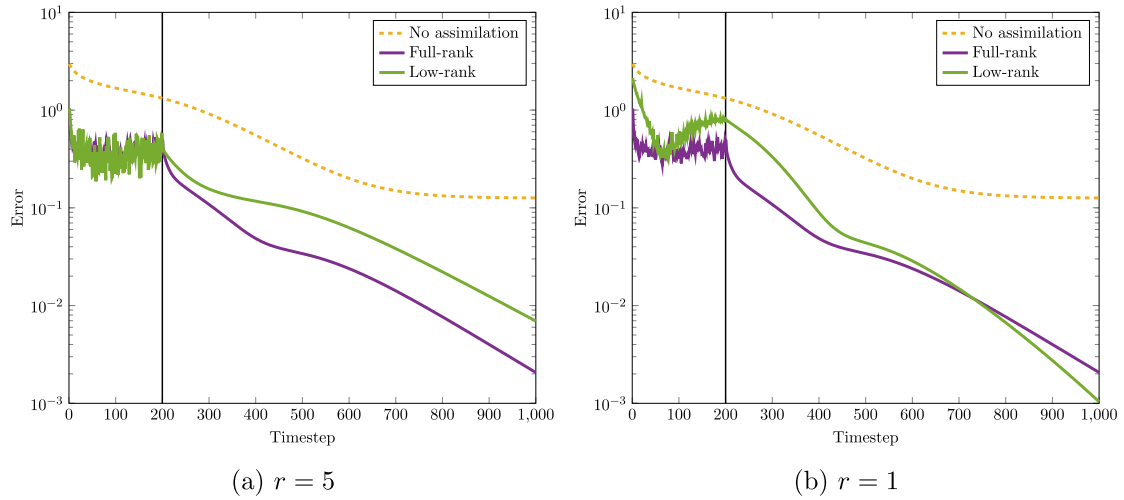 No assimilation
Full-rank
Low-rank
10^1
10^0
10^−1
10^−2
10^−3
Error
0 100 200 300 400 500 600 700 800 900 1,000
Timestep
(a) r = 5
No assimilation
Full-rank
Low-rank
10^1
10^0
10^−1
10^−2
10^−3
Error
0 100 200 300 400 500 600 700 800 900 1,000
Timestep
(b) r = 1